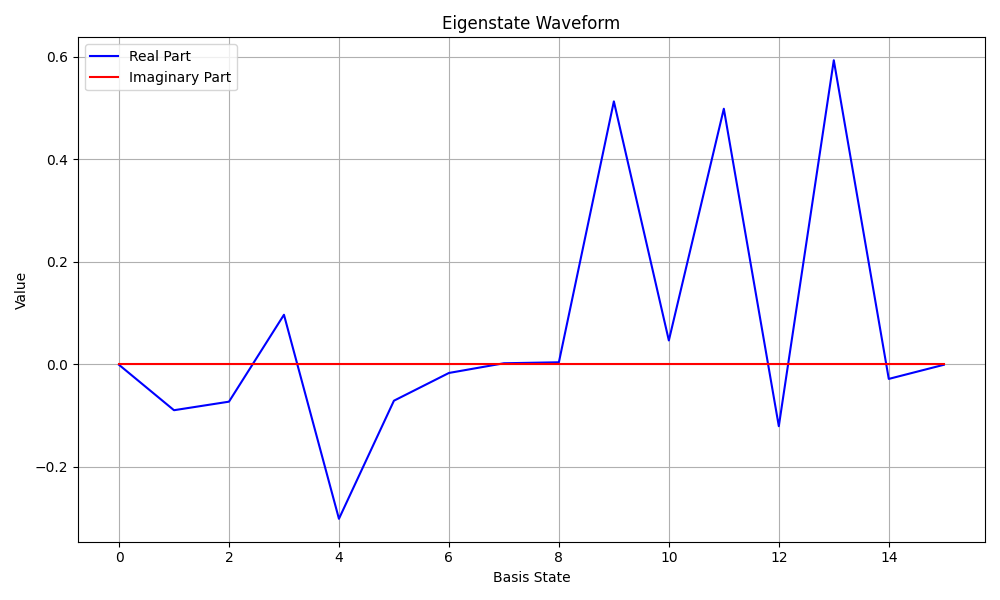 Eigenstate Waveform
Real Part
Imaginary Part
0.6
0.4
0.2
0.0
−0.2
Value
0 2 4 6 8 10 12 14
Basis State